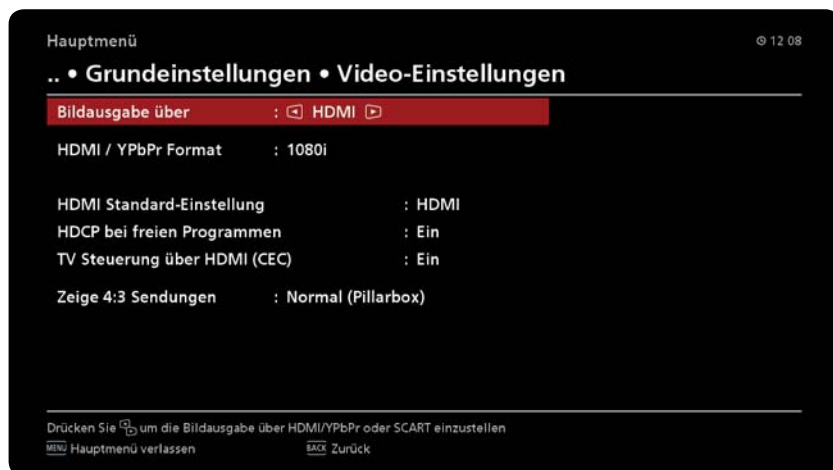 Hauptmenü 12 08
.. • Grundeinstellungen • Video-Einstellungen
Bildausgabe über : HDMI
HDMI / YPbPr Format : 1080i
HDMI Standard-Einstellung : HDMI
HDCP bei freien Programmen : Ein
TV Steuerung über HDMI (CEC) : Ein
Zeige 4:3 Sendungen : Normal (Pillarbox)
Drücken Sie um die Bildausgabe über HDMI/YPbPr oder SCART einzustellen
MENU Hauptmenü verlassen BACK Zurück